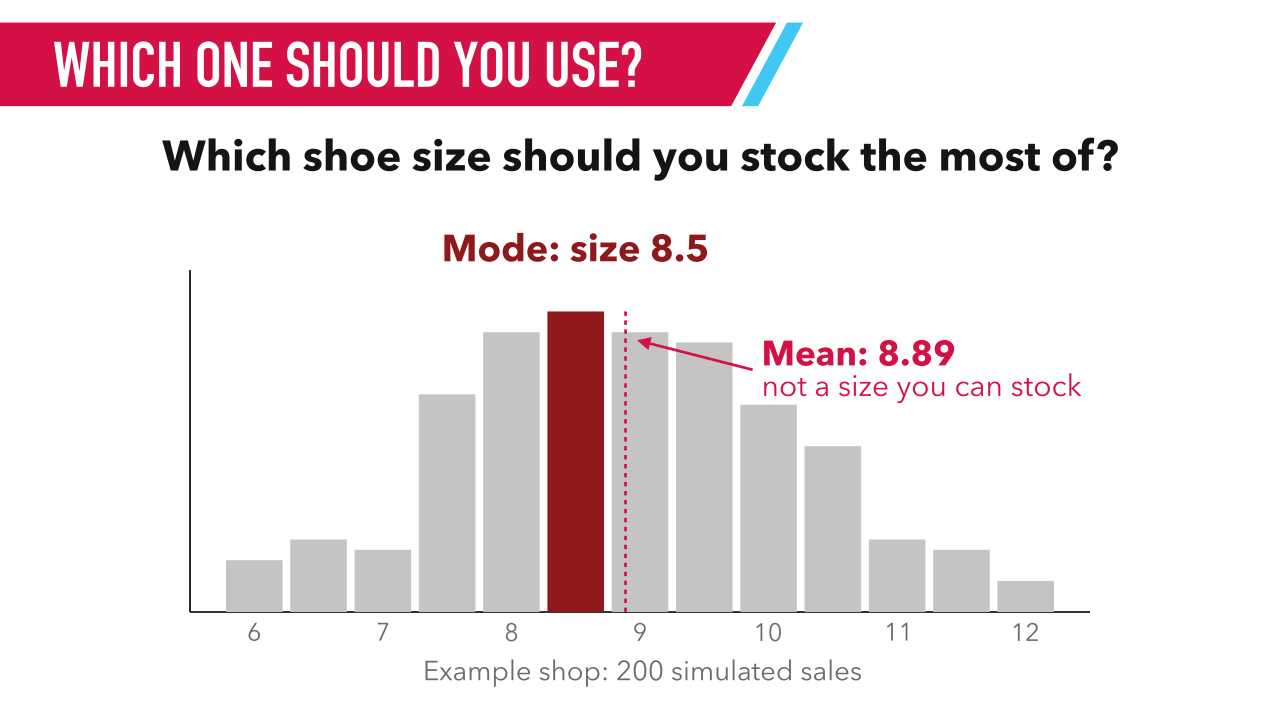 WHICH ONE SHOULD YOU USE?
Which shoe size should you stock the most of?
Mode: size 8.5
Mean: 8.89
not a size you can stock
6 7 8 9 10 11 12
Example shop: 200 simulated sales